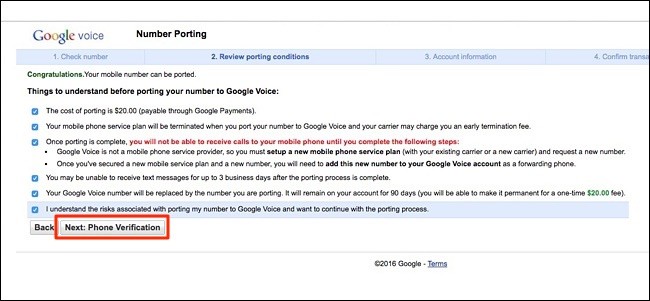 Google voice Number Porting
1. Check number 2. Review porting conditions 3. Account information 4. Confirm transa
Congratulations.Your mobile number can be ported.
Things to understand before porting your number to Google Voice:
The cost of porting is $20.00 (payable through Google Payments).
Your mobile phone service plan will be terminated when you port your number to Google Voice and your carrier may charge you an early termination fee.
Once porting is complete, you will not be able to receive calls to your mobile phone until you complete the following steps:
• Google Voice is not a mobile phone service provider, so you must setup a new mobile phone service plan (with your existing carrier or a new carrier) and request a new number.
• Once you've secured a new mobile service plan and a new number, you will need to add this new number to your Google Voice account as a forwarding phone.
You may be unable to receive text messages for up to 3 business days after the porting process is complete.
Your Google Voice number will be replaced by the number you are porting. It will remain on your account for 90 days (you will be able to make it permanent for a one-time $20.00 fee).
I understand the risks associated with porting my number to Google Voice and want to continue with the porting process.
Back Next: Phone Verification
©2016 Google - Terms